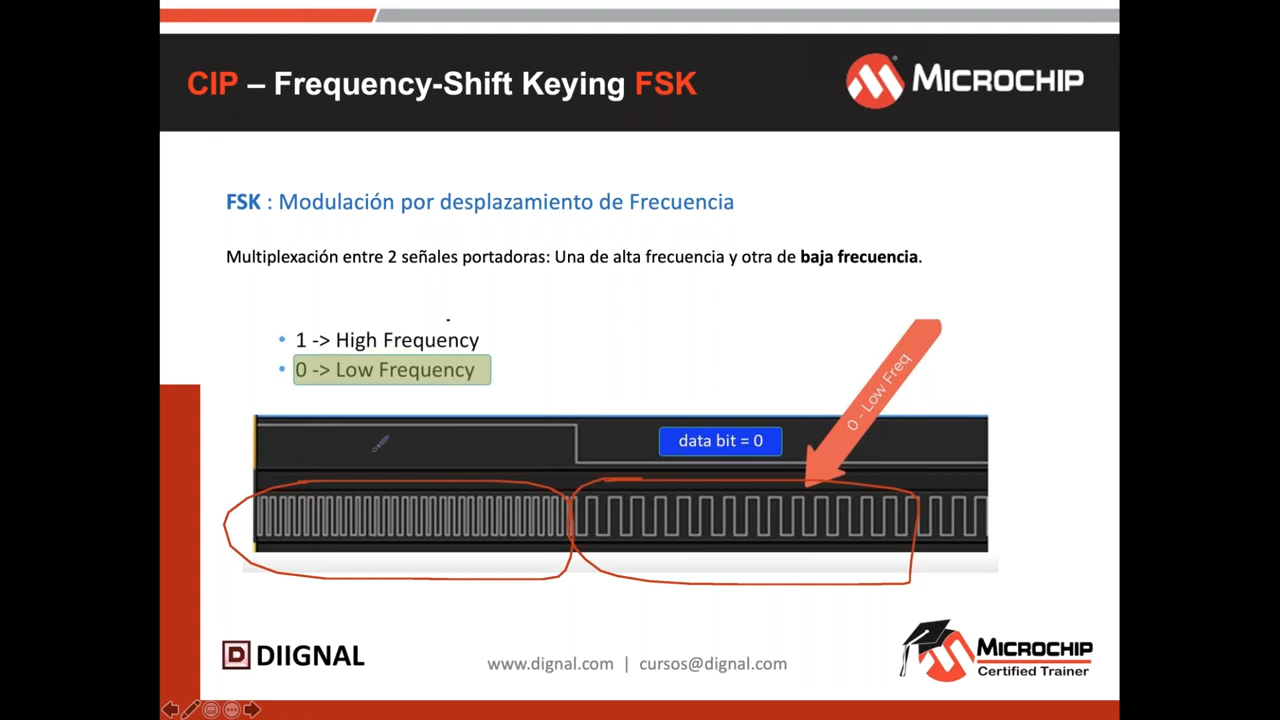 CIP – Frequency-Shift Keying FSK
MICROCHIP
FSK : Modulación por desplazamiento de Frecuencia
Multiplexación entre 2 señales portadoras: Una de alta frecuencia y otra de baja frecuencia.
• 1 -> High Frequency
• 0 -> Low Frequency
0 - Low Freq
data bit = 0
D DIIGNAL
www.dignal.com | cursos@dignal.com
MICROCHIP
Certified Trainer